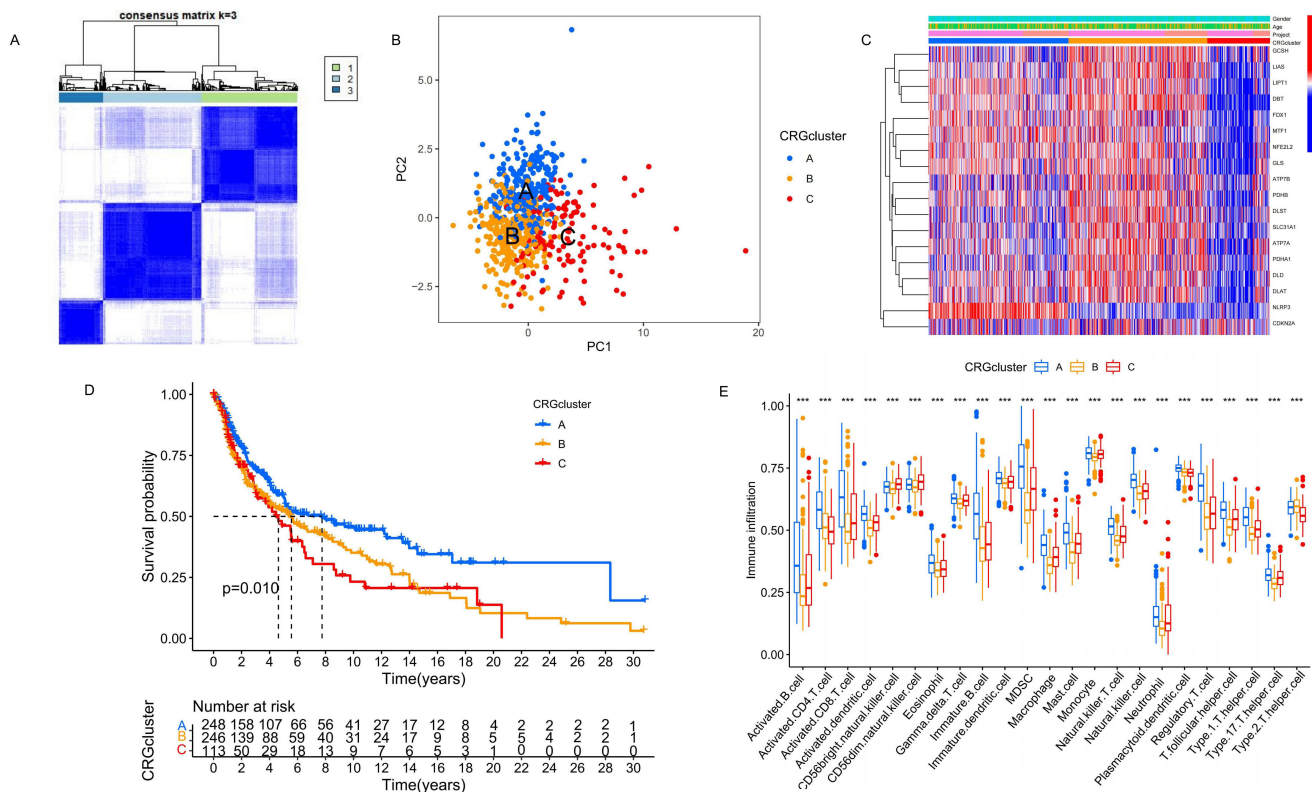 A
consensus matrix k=3
1
2
3
B
PC2
5.0
2.5
0.0
−2.5
A
B
C
0
10
20
PC1
CRGcluster
A
B
C
C
Gender
Age
Project
CRGcluster
GCSH
LIAS
LIPT1
DBT
FDX1
MTF1
NFE2L2
GLS
ATP7B
PDHB
DLST
SLC31A1
ATP7A
PDHA1
DLD
DLAT
NLRP3
CDKN2A
D
Survival probability
1.00
0.75
0.50
0.25
0.00
p=0.010
CRGcluster
A
B
C
0 2 4 6 8 10 12 14 16 18 20 22 24 26 28 30
Time(years)
Number at risk
CRGcluster
A 248 158 107 66 56 41 27 17 12 8 4 2 2 2 2 1
B 246 139 88 59 40 31 24 17 9 8 5 5 4 2 2 1
C 113 50 29 18 13 9 7 6 5 3 1 0 0 0 0 0
0 2 4 6 8 10 12 14 16 18 20 22 24 26 28 30
Time(years)
E
CRGcluster A B C
Immune infiltration
1.00
0.75
0.50
0.25
0.00
*** *** *** *** *** *** *** *** *** *** *** *** *** *** *** *** *** *** *** *** *** *** ***
Activated.B.cell
Activated.CD4.T.cell
Activated.CD8.T.cell
Activated.dendritic.cell
CD56bright.natural.killer.cell
CD56dim.natural.killer.cell
Eosinophil
Gamma.delta.T.cell
Immature.B.cell
Immature.dendritic.cell
MDSC
Macrophage
Mast.cell
Monocyte
Natural.killer.T.cell
Natural.killer.cell
Neutrophil
Plasmacytoid.dendritic.cell
Regulatory.T.cell
T.follicular.helper.cell
Type.1.T.helper.cell
Type.17.T.helper.cell
Type.2.T.helper.cell